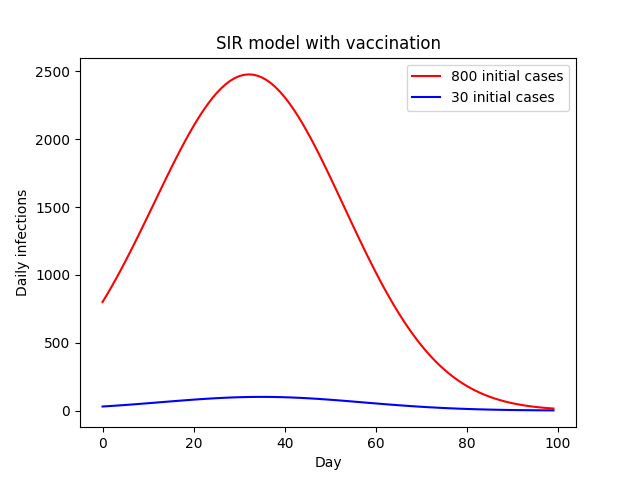 SIR model with vaccination
800 initial cases
30 initial cases
Daily infections
2500
2000
1500
1000
500
0
0 20 40 60 80 100
Day